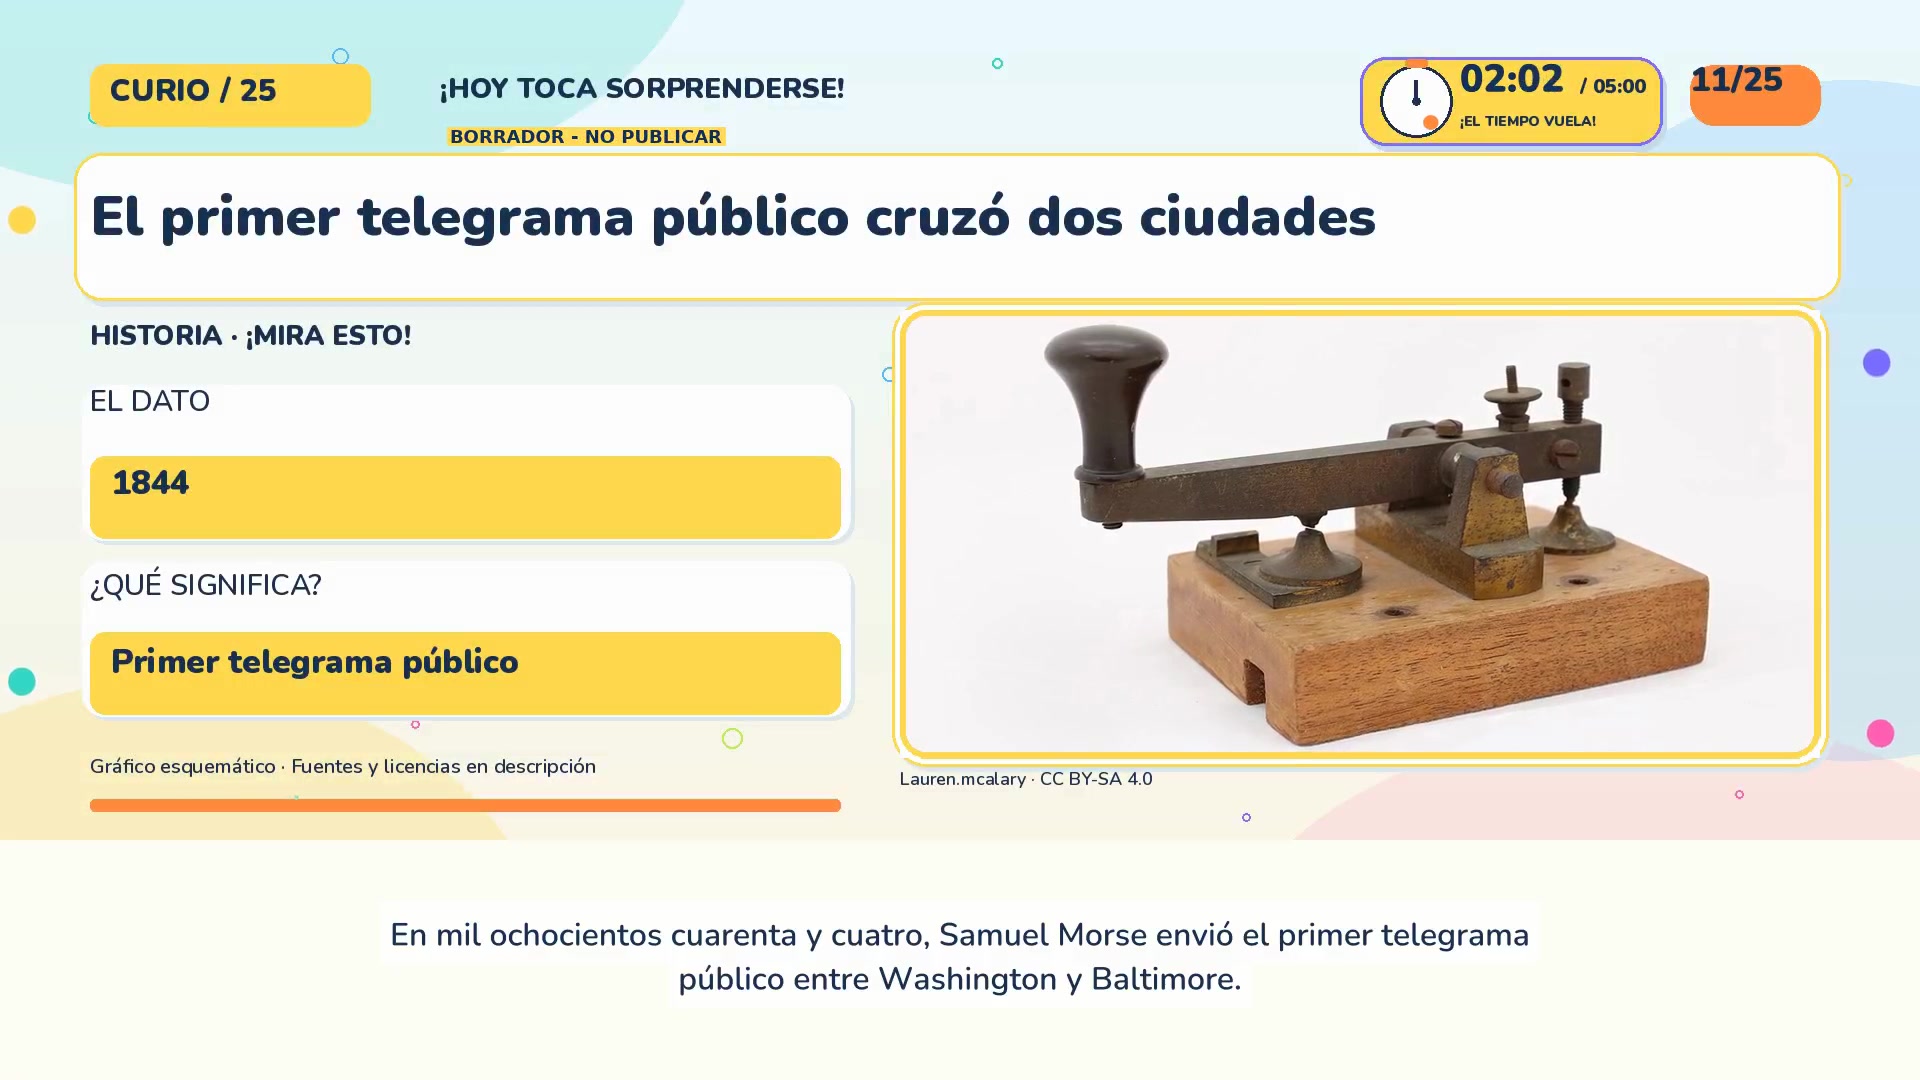 CURIO / 25
¡HOY TOCA SORPRENDERSE!
BORRADOR - NO PUBLICAR
02:02 / 05:00
¡EL TIEMPO VUELA!
11/25
El primer telegrama público cruzó dos ciudades
HISTORIA · ¡MIRA ESTO!
EL DATO
1844
¿QUÉ SIGNIFICA?
Primer telegrama público
Gráfico esquemático · Fuentes y licencias en descripción
Lauren.mcalary · CC BY-SA 4.0
En mil ochocientos cuarenta y cuatro, Samuel Morse envió el primer telegrama
público entre Washington y Baltimore.